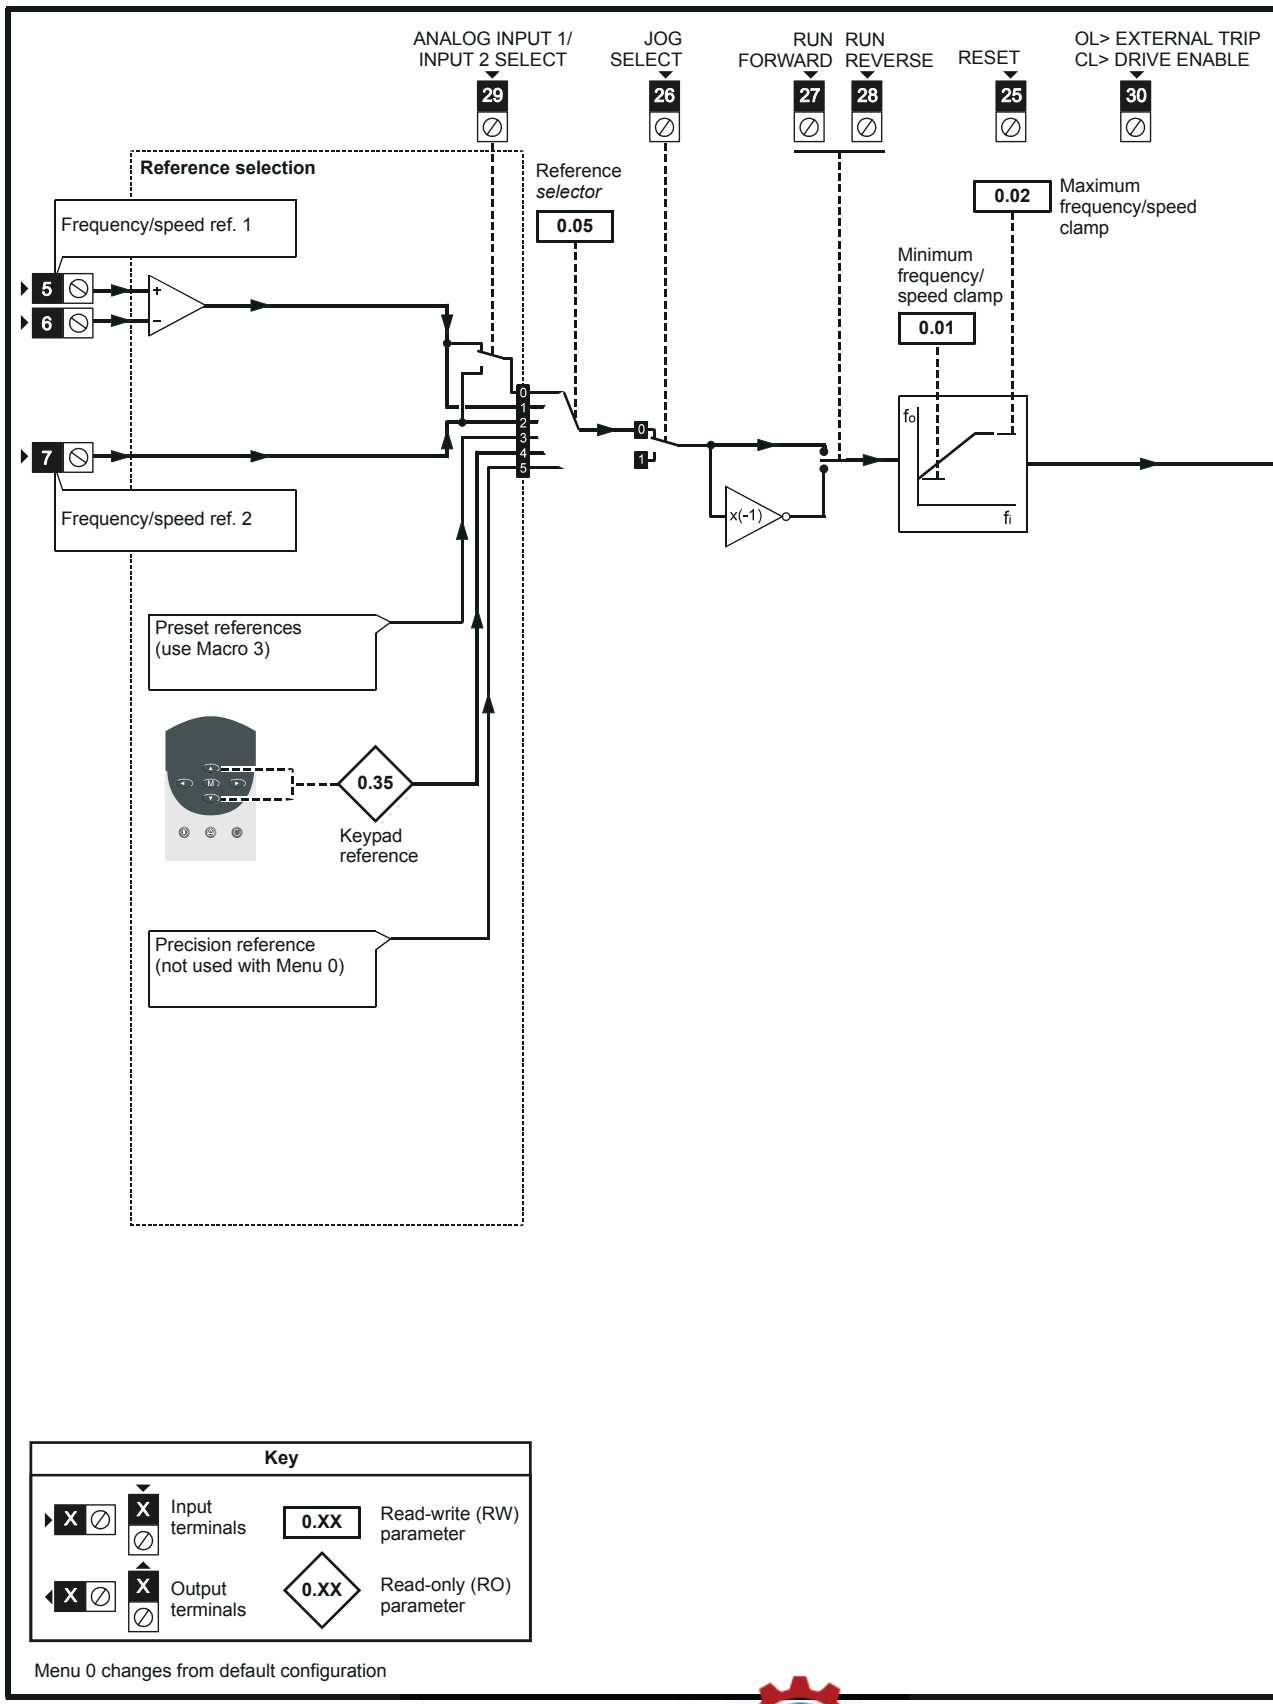 ANALOG INPUT 1/
INPUT 2 SELECT
29
JOG
SELECT
26
RUN
FORWARD
27
RUN
REVERSE
28
RESET
25
OL> EXTERNAL TRIP
CL> DRIVE ENABLE
30
Reference selection
Frequency/speed ref. 1
5
6
+
−
7
Frequency/speed ref. 2
Reference
selector
0.05
0
1
2
3
4
5
0
1
x(-1)
Minimum
frequency/
speed clamp
0.01
0.02
Maximum
frequency/speed
clamp
fo
fi
Preset references
(use Macro 3)
M
0.35
Keypad
reference
Precision reference
(not used with Menu 0)
Key
X
X
Input
terminals
0.XX
Read-write (RW)
parameter
X
X
Output
terminals
0.XX
Read-only (RO)
parameter
Menu 0 changes from default configuration